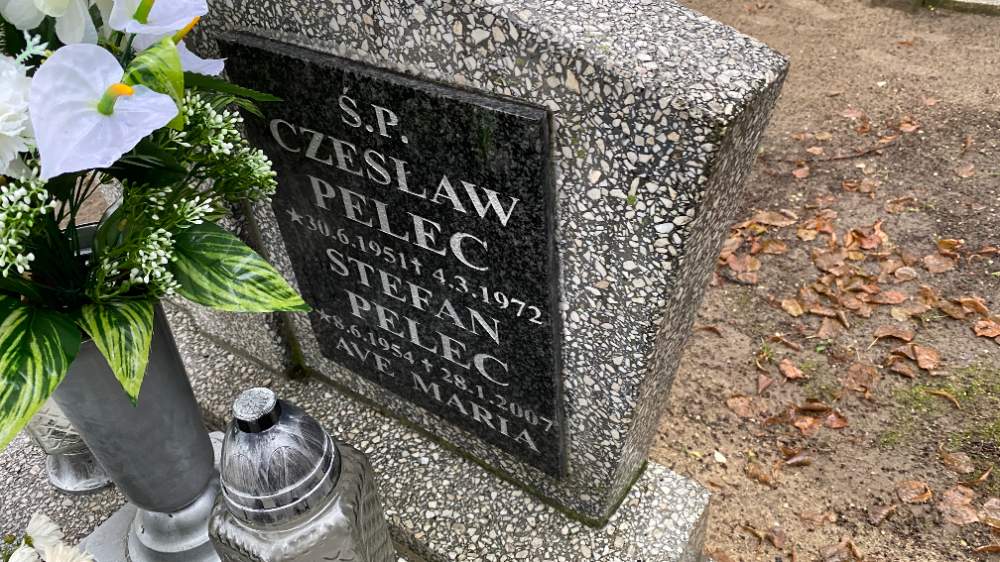 Ś.P.
CZESŁAW
PELEC
★30.6.1951✝4.3.1972
STEFAN
PELEC
★8.6.1954✝28.1.2007
AVE MARIA